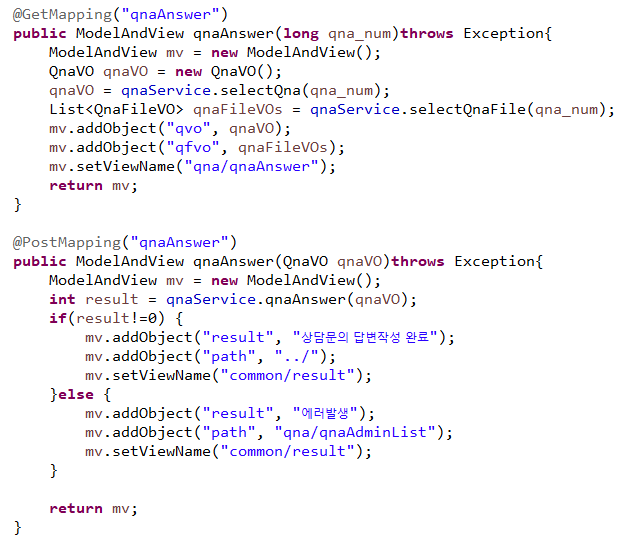 @GetMapping("qnaAnswer")
public ModelAndView qnaAnswer(long qna_num)throws Exception{
    ModelAndView mv = new ModelAndView();
    QnaVO qnaVO = new QnaVO();
    qnaVO = qnaService.selectQna(qna_num);
    List<QnaFileVO> qnaFileVOs = qnaService.selectQnaFile(qna_num);
    mv.addObject("qvo", qnaVO);
    mv.addObject("qfvo", qnaFileVOs);
    mv.setViewName("qna/qnaAnswer");
    return mv;
}

@PostMapping("qnaAnswer")
public ModelAndView qnaAnswer(QnaVO qnaVO)throws Exception{
    ModelAndView mv = new ModelAndView();
    int result = qnaService.qnaAnswer(qnaVO);
    if(result!=0) {
        mv.addObject("result", "상담문의 답변작성 완료");
        mv.addObject("path", "../");
        mv.setViewName("common/result");
    }else {
        mv.addObject("result", "에러발생");
        mv.addObject("path", "qna/qnaAdminList");
        mv.setViewName("common/result");
    }

    return mv;
}